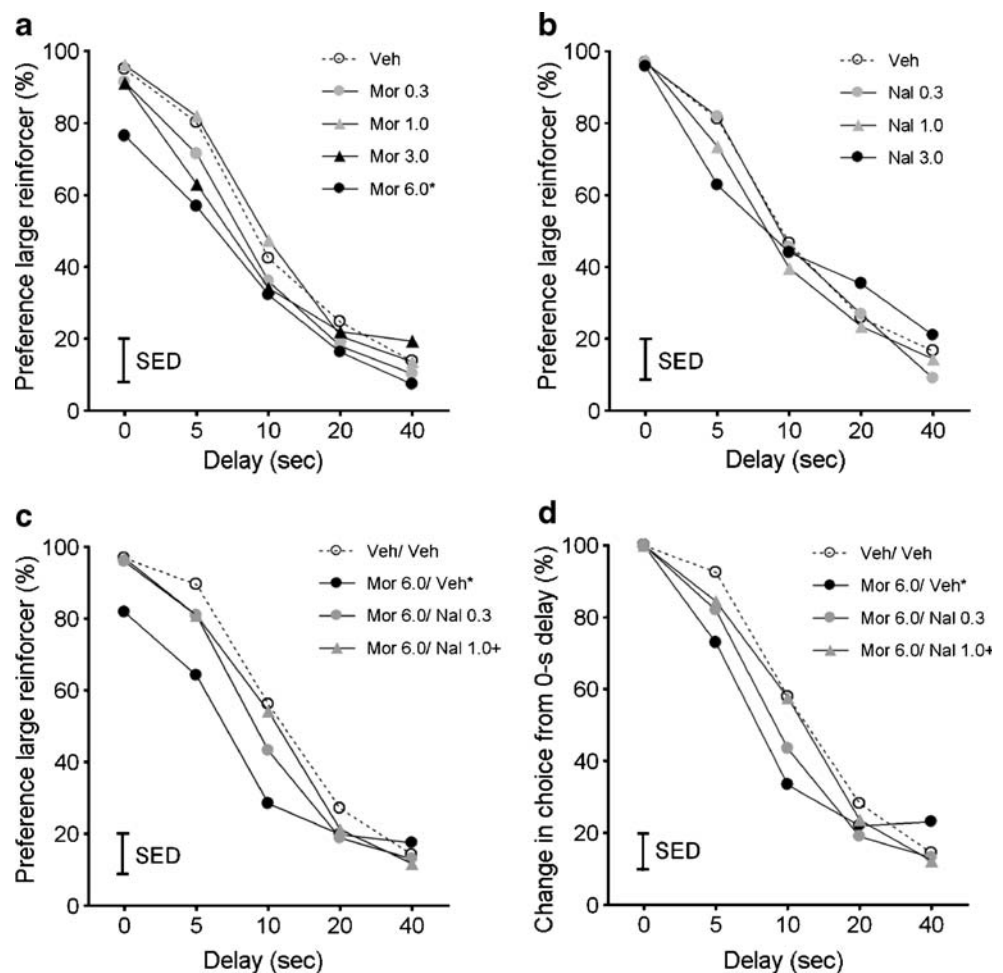 a
100
80
60
40
20
0
Preference large reinforcer (%)
Veh
Mor 0.3
Mor 1.0
Mor 3.0
Mor 6.0*
SED
0 5 10 20 40
Delay (sec)
b
100
80
60
40
20
0
Preference large reinforcer (%)
Veh
Nal 0.3
Nal 1.0
Nal 3.0
SED
0 5 10 20 40
Delay (sec)
c
100
80
60
40
20
0
Preference large reinforcer (%)
Veh/ Veh
Mor 6.0/ Veh*
Mor 6.0/ Nal 0.3
Mor 6.0/ Nal 1.0+
SED
0 5 10 20 40
Delay (sec)
d
100
80
60
40
20
0
Change in choice from 0-s delay (%)
Veh/ Veh
Mor 6.0/ Veh*
Mor 6.0/ Nal 0.3
Mor 6.0/ Nal 1.0+
SED
0 5 10 20 40
Delay (sec)